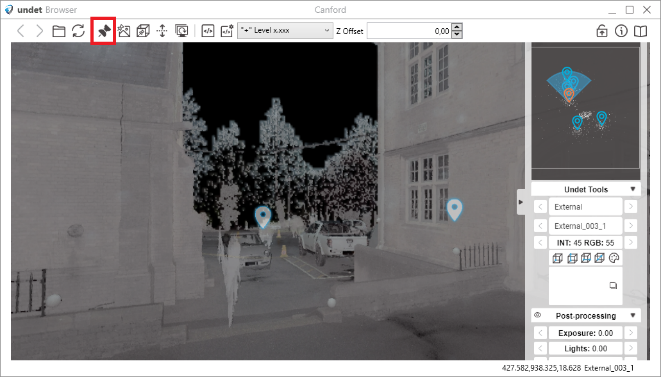 undet Browser
Canford
"+" Level x.xxx
Z Offset
0,00
Undet Tools
External
External_003_1
INT: 45 RGB: 55
Post-processing
Exposure: 0.00
Lights: 0.00
427.582,938.325,18.628 External_003_1